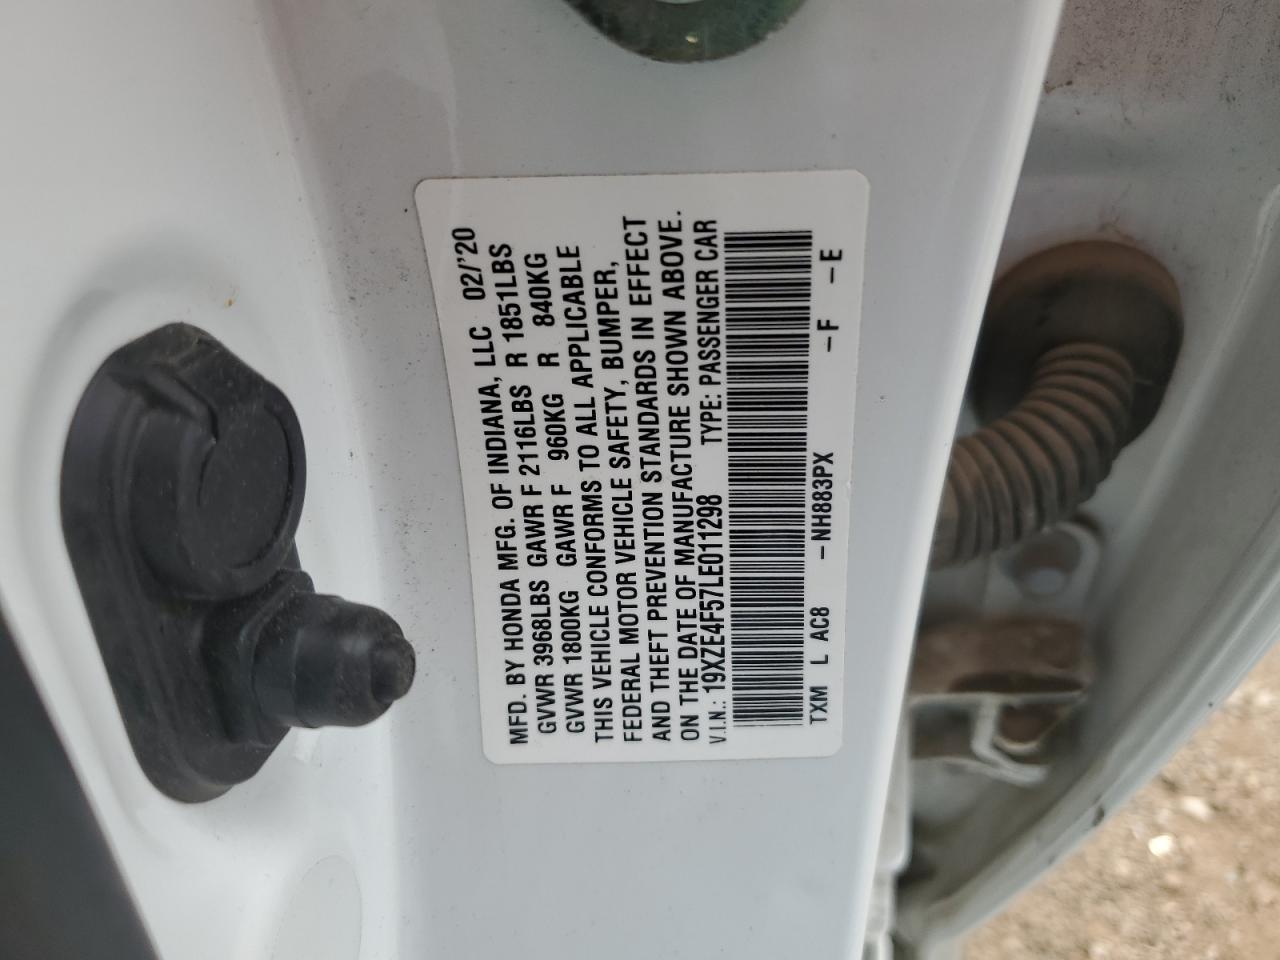 MFD. BY HONDA MFG. OF INDIANA, LLC 02/'20
GVWR 3968LBS GAWR F 2116LBS R 1851LBS
GVWR 1800KG GAWR F 960KG R 840KG
THIS VEHICLE CONFORMS TO ALL APPLICABLE
FEDERAL MOTOR VEHICLE SAFETY, BUMPER,
AND THEFT PREVENTION STANDARDS IN EFFECT
ON THE DATE OF MANUFACTURE SHOWN ABOVE.
V.I.N.: 19XZE4F57LE011298 TYPE: PASSENGER CAR
TXM L AC8 -NH883PX -F -E